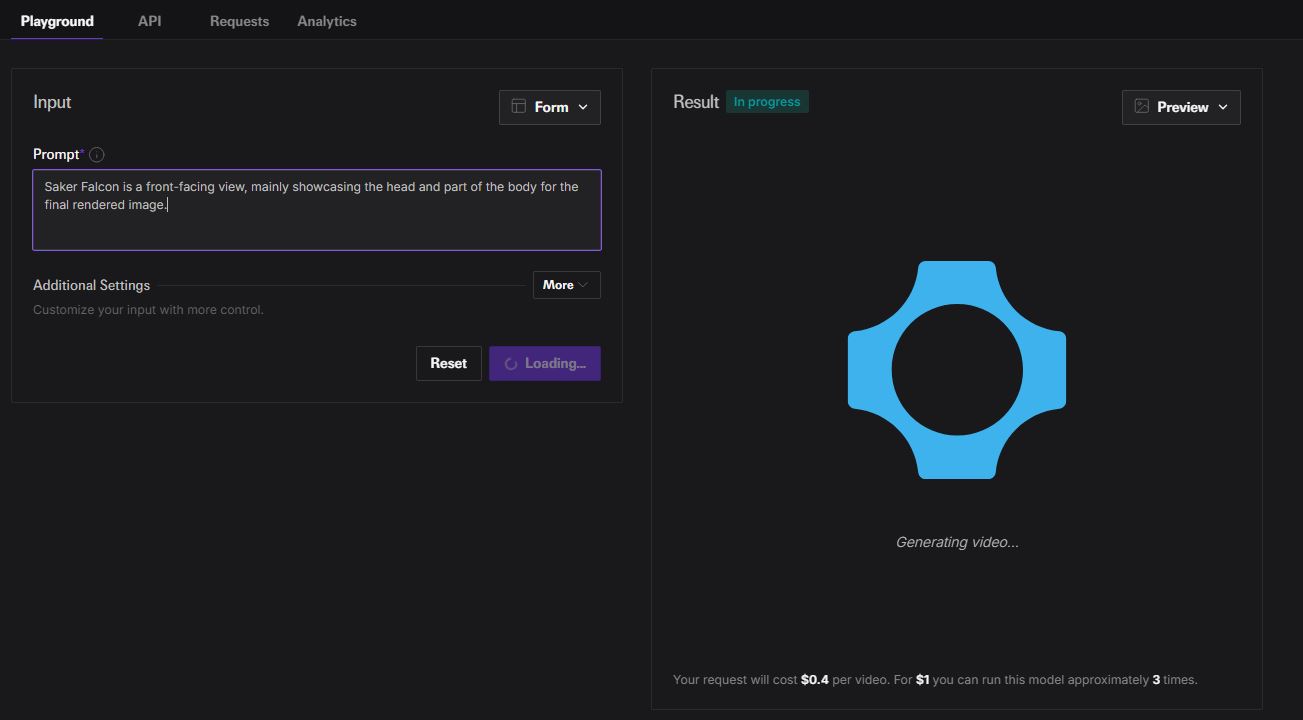 Playground API Requests Analytics
Input
Form
Prompt*
Saker Falcon is a front-facing view, mainly showcasing the head and part of the body for the
final rendered image.
Additional Settings
More
Customize your input with more control.
Reset
Loading...
Result
In progress
Preview
Generating video...
Your request will cost $0.4 per video. For $1 you can run this model approximately 3 times.